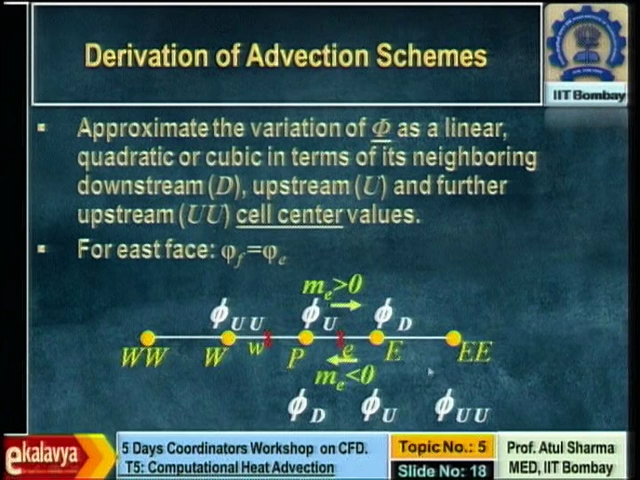 Derivation of Advection Schemes
IIT Bombay
▪ Approximate the variation of Φ as a linear,
quadratic or cubic in terms of its neighboring
downstream (D), upstream (U) and further
upstream (UU) cell center values.
▪ For east face: φf =φe
me>0
ϕUU ϕU ϕD
WW W w P e E EE
me<0
ϕD ϕU ϕUU
ekalavya
5 Days Coordinators Workshop on CFD.
T5: Computational Heat Advection
Topic No.: 5
Slide No: 18
Prof. Atul Sharma
MED, IIT Bombay